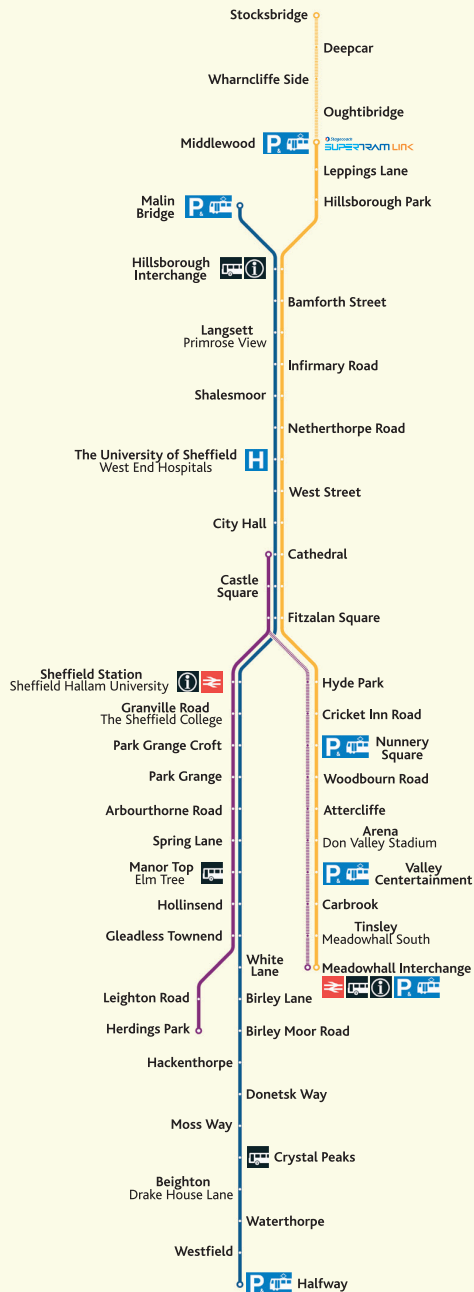 Stocksbridge
Deepcar
Wharncliffe Side
Oughtibridge
Middlewood P & Stagecoach
SUPERTRAM LINK
Leppings Lane
Malin
Bridge P &
Hillsborough Park
Hillsborough
Interchange i
Bamforth Street
Langsett
Primrose View
Infirmary Road
Shalesmoor
Netherthorpe Road
The University of Sheffield
West End Hospitals H
West Street
City Hall
Cathedral
Castle
Square
Fitzalan Square
Sheffield Station
Sheffield Hallam University i
Hyde Park
Granville Road
The Sheffield College
Cricket Inn Road
Park Grange Croft
P & Nunnery
Square
Park Grange
Woodbourn Road
Arbourthorne Road
Attercliffe
Spring Lane
Arena
Don Valley Stadium
Manor Top
Elm Tree
P & Valley
Centertainment
Hollinsend
Carbrook
Gleadless Townend
Tinsley
Meadowhall South
White
Lane
Meadowhall Interchange
i P &
Leighton Road
Birley Lane
Herdings Park
Birley Moor Road
Hackenthorpe
Donetsk Way
Moss Way
Crystal Peaks
Beighton
Drake House Lane
Waterthorpe
Westfield
P & Halfway